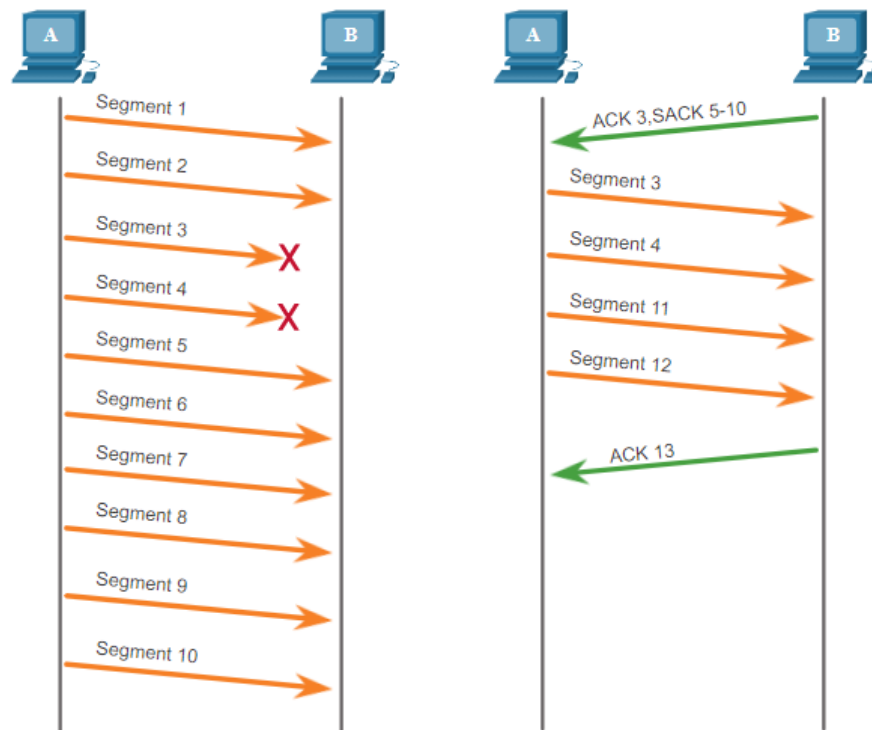 A
B
Segment 1
Segment 2
Segment 3
X
Segment 4
X
Segment 5
Segment 6
Segment 7
Segment 8
Segment 9
Segment 10
A
B
ACK 3,SACK 5-10
Segment 3
Segment 4
Segment 11
Segment 12
ACK 13